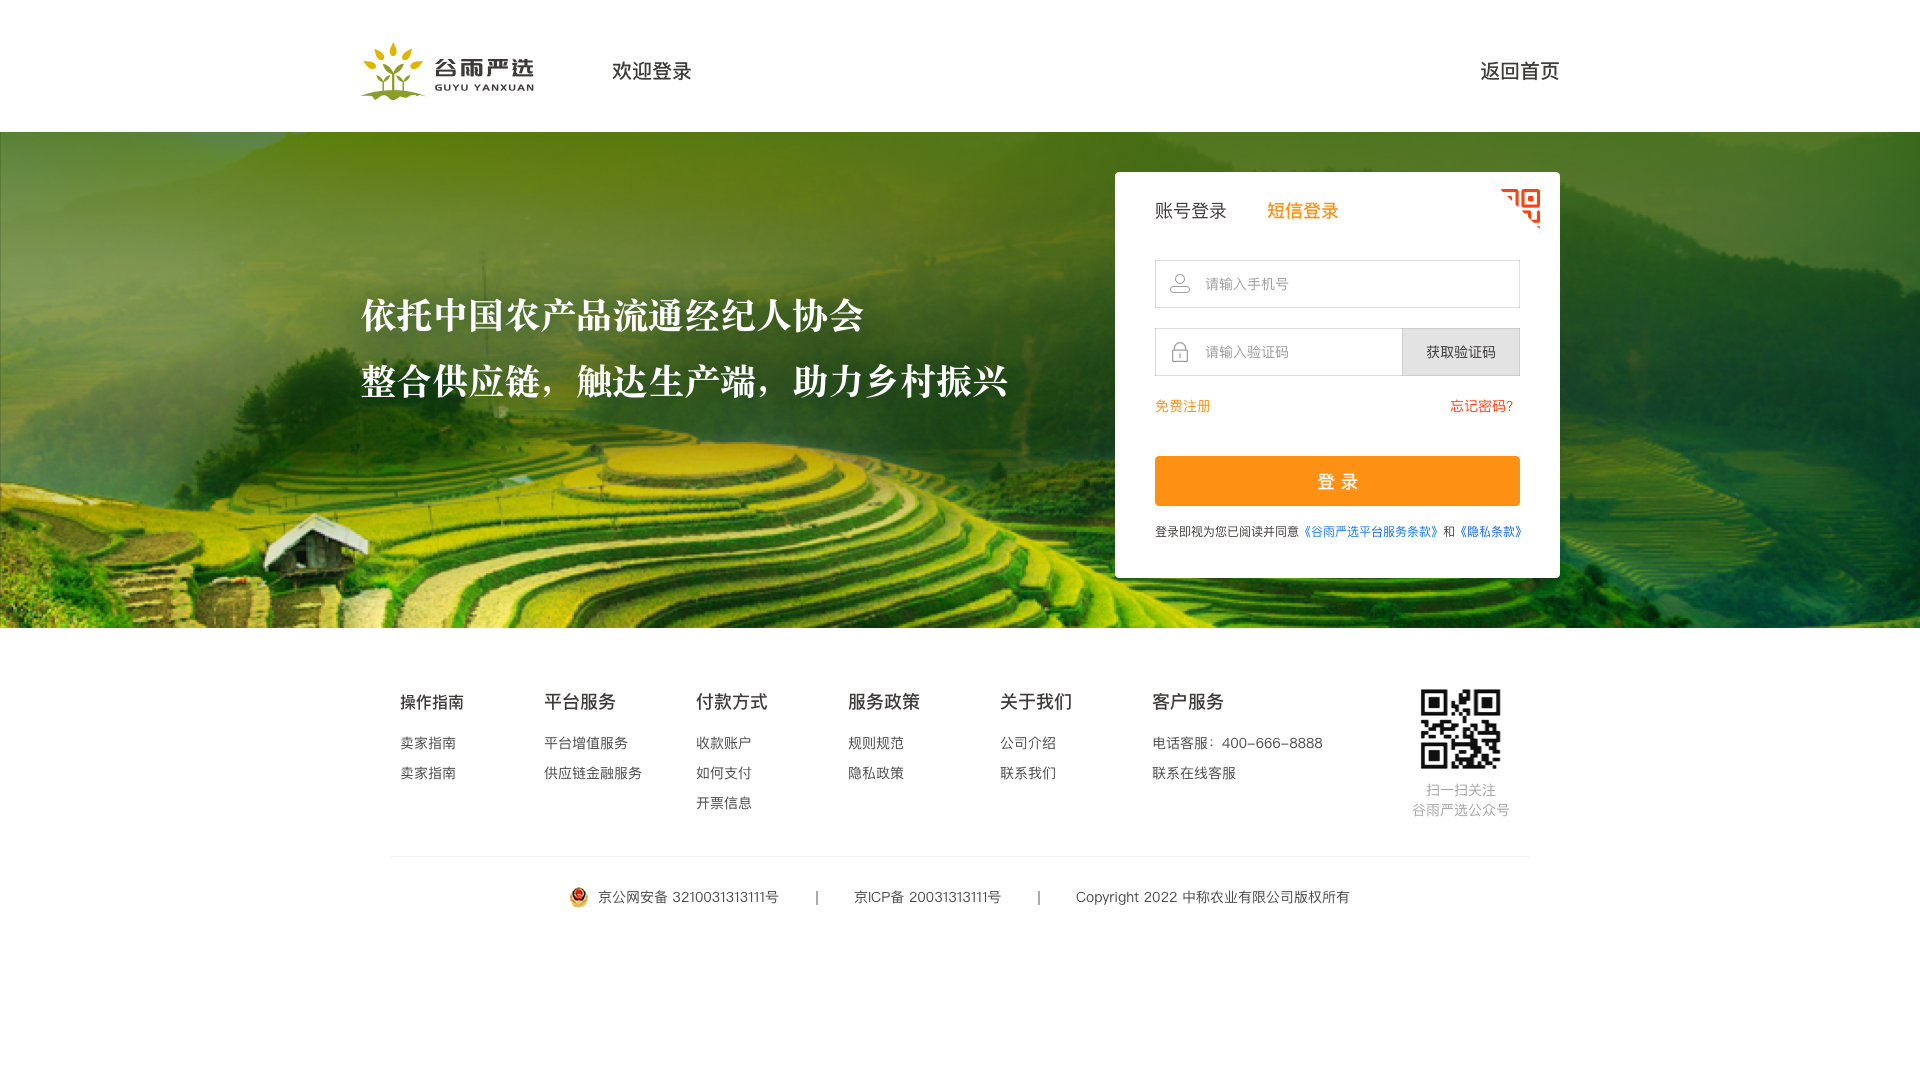 谷雨严选
GUYU YANXUAN
欢迎登录
返回首页
依托中国农产品流通经纪人协会
整合供应链，触达生产端，助力乡村振兴
账号登录
短信登录
请输入手机号
请输入验证码
获取验证码
免费注册
忘记密码?
登 录
登录即视为您已阅读并同意《谷雨严选平台服务条款》和《隐私条款》
操作指南
卖家指南
卖家指南
平台服务
平台增值服务
供应链金融服务
付款方式
收款账户
如何支付
开票信息
服务政策
规则规范
隐私政策
关于我们
公司介绍
联系我们
客户服务
电话客服：400-666-8888
联系在线客服
扫一扫关注
谷雨严选公众号
京公网安备 3210031313111号 | 京ICP备 20031313111号 | Copyright 2022 中称农业有限公司版权所有